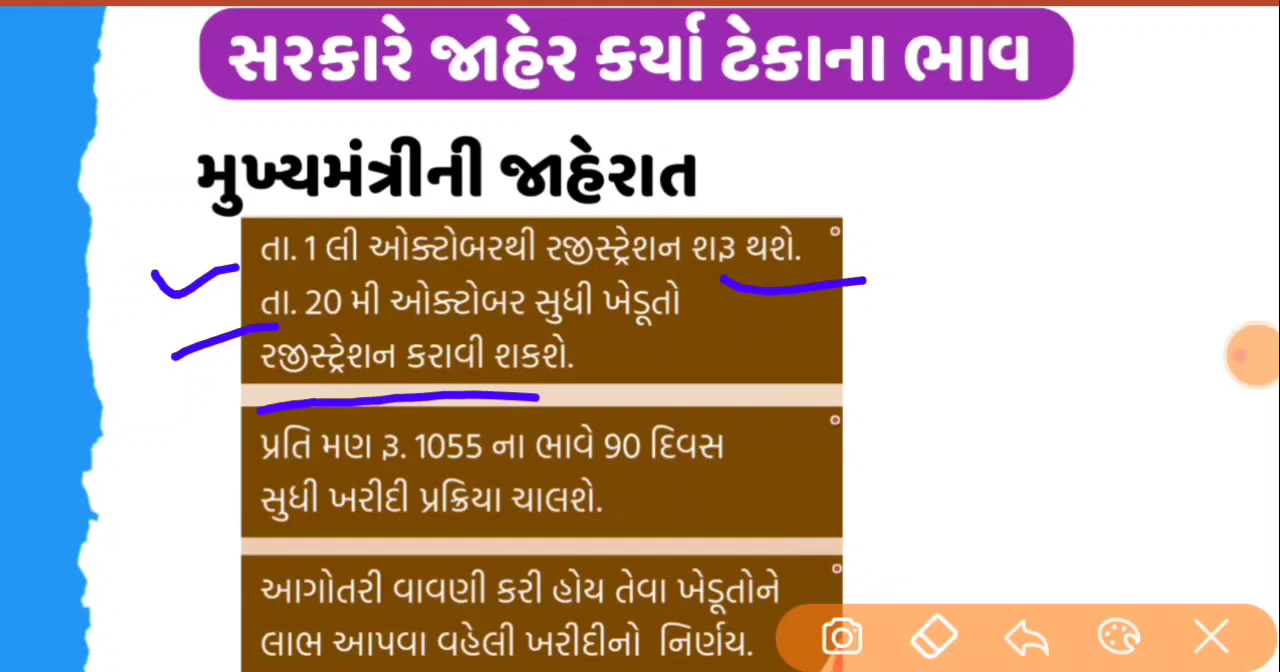 સરકારે જાહેર કર્યા ટેકાના ભાવ
મુખ્યમંત્રીની જાહેરાત
તા. 1 લી ઓક્ટોબરથી રજીસ્ટ્રેશન શરૂ થશે.
તા. 20 મી ઓક્ટોબર સુધી ખેડૂતો
રજીસ્ટ્રેશન કરાવી શકશે.
પ્રતિ મણ રૂ. 1055 ના ભાવે 90 દિવસ
સુધી ખરીદી પ્રક્રિયા ચાલશે.
આગોતરી વાવણી કરી હોય તેવા ખેડૂતોને
લાભ આપવા વહેલી ખરીદીનો નિર્ણય.